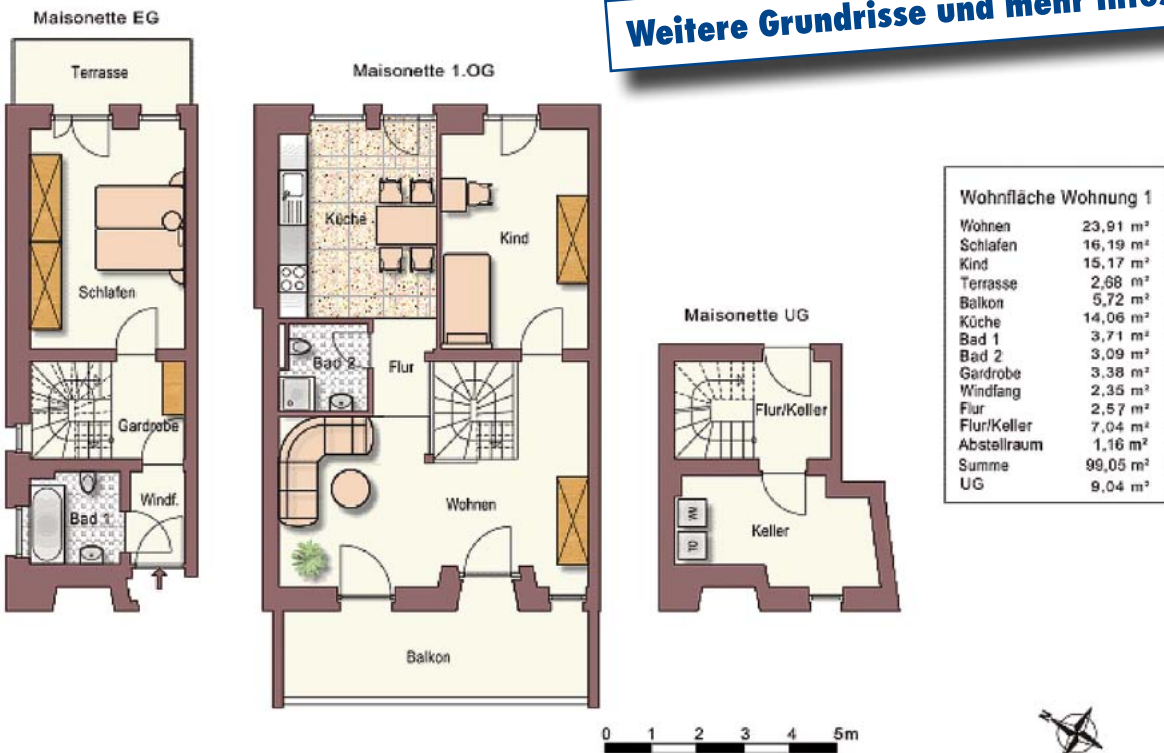 Maisonette EG
Terrasse
Schlafen
Gardrobe
Windf.
Bad 1
Maisonette 1.OG
Küche
Kind
Bad 2
Flur
Wohnen
Balkon
Weitere Grundrisse und mehr
Maisonette UG
Flur/Keller
Keller
WM
TO
Wohnfläche Wohnung 1
Wohnen 23,91 m²
Schlafen 16,19 m²
Kind 15,17 m²
Terrasse 2,68 m²
Balkon 5,72 m²
Küche 14,06 m²
Bad 1 3,71 m²
Bad 2 3,09 m²
Gardrobe 3,38 m²
Windfang 2,35 m²
Flur 2,57 m²
Flur/Keller 7,04 m²
Abstellraum 1,16 m²
Summe 99,05 m²
UG 9,04 m²
0 1 2 3 4 5m
N